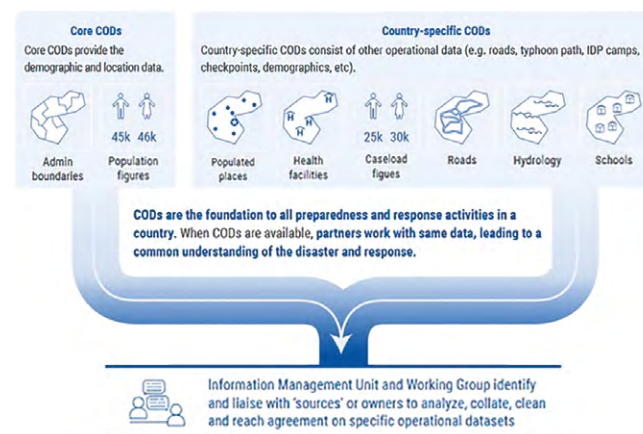 Core CODs
Core CODs provide the
demographic and location data.
45k 46k
Admin
boundaries
Population
figures
Country-specific CODs
Country-specific CODs consist of other operational data (e.g. roads, typhoon path, IDP camps,
checkpoints, demographics, etc).
H
H
H
25k 30k
Populated
places
Health
facilities
Caseload
figues
Roads
Hydrology
Schools
CODs are the foundation to all preparedness and response activities in a
country. When CODs are available, partners work with same data, leading to a
common understanding of the disaster and response.
Information Management Unit and Working Group identify
and liaise with 'sources' or owners to analyze, collate, clean
and reach agreement on specific operational datasets